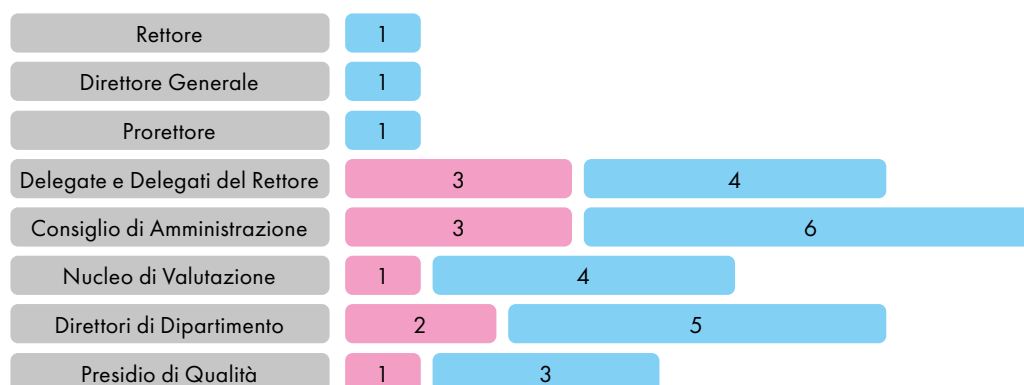 Rettore 1
Direttore Generale 1
Prorettore 1
Delegate e Delegati del Rettore 3 4
Consiglio di Amministrazione 3 6
Nucleo di Valutazione 1 4
Direttori di Dipartimento 2 5
Presidio di Qualità 1 3